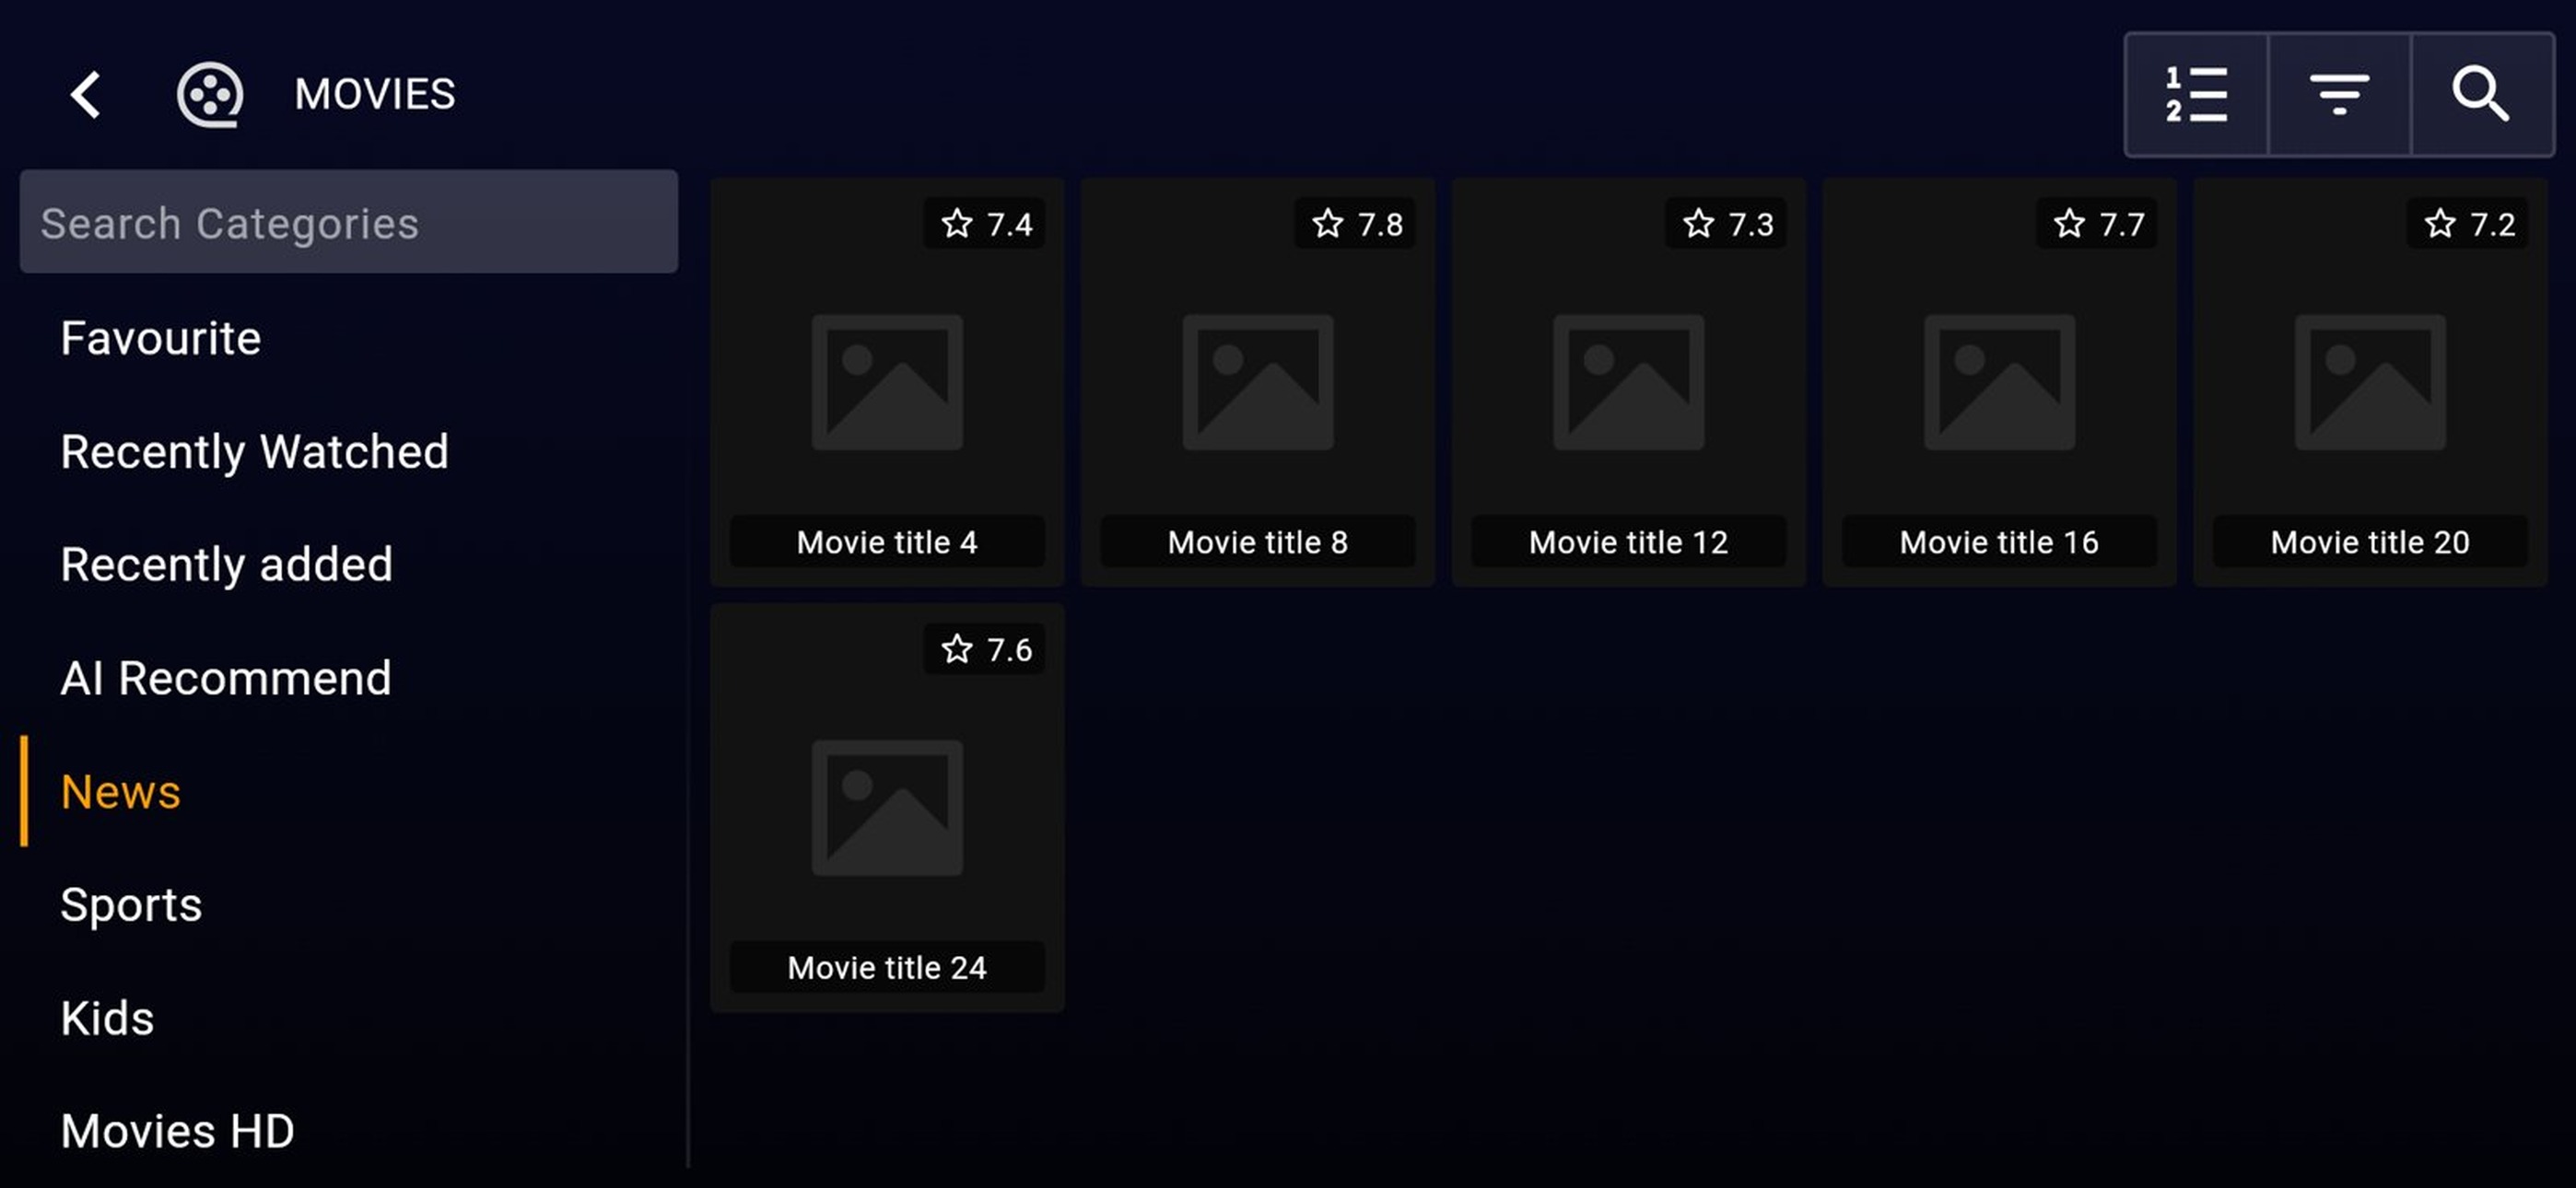 MOVIES
1
2
Search Categories
Favourite
Recently Watched
Recently added
AI Recommend
News
Sports
Kids
Movies HD
7.4
Movie title 4
7.8
Movie title 8
7.3
Movie title 12
7.7
Movie title 16
7.2
Movie title 20
7.6
Movie title 24